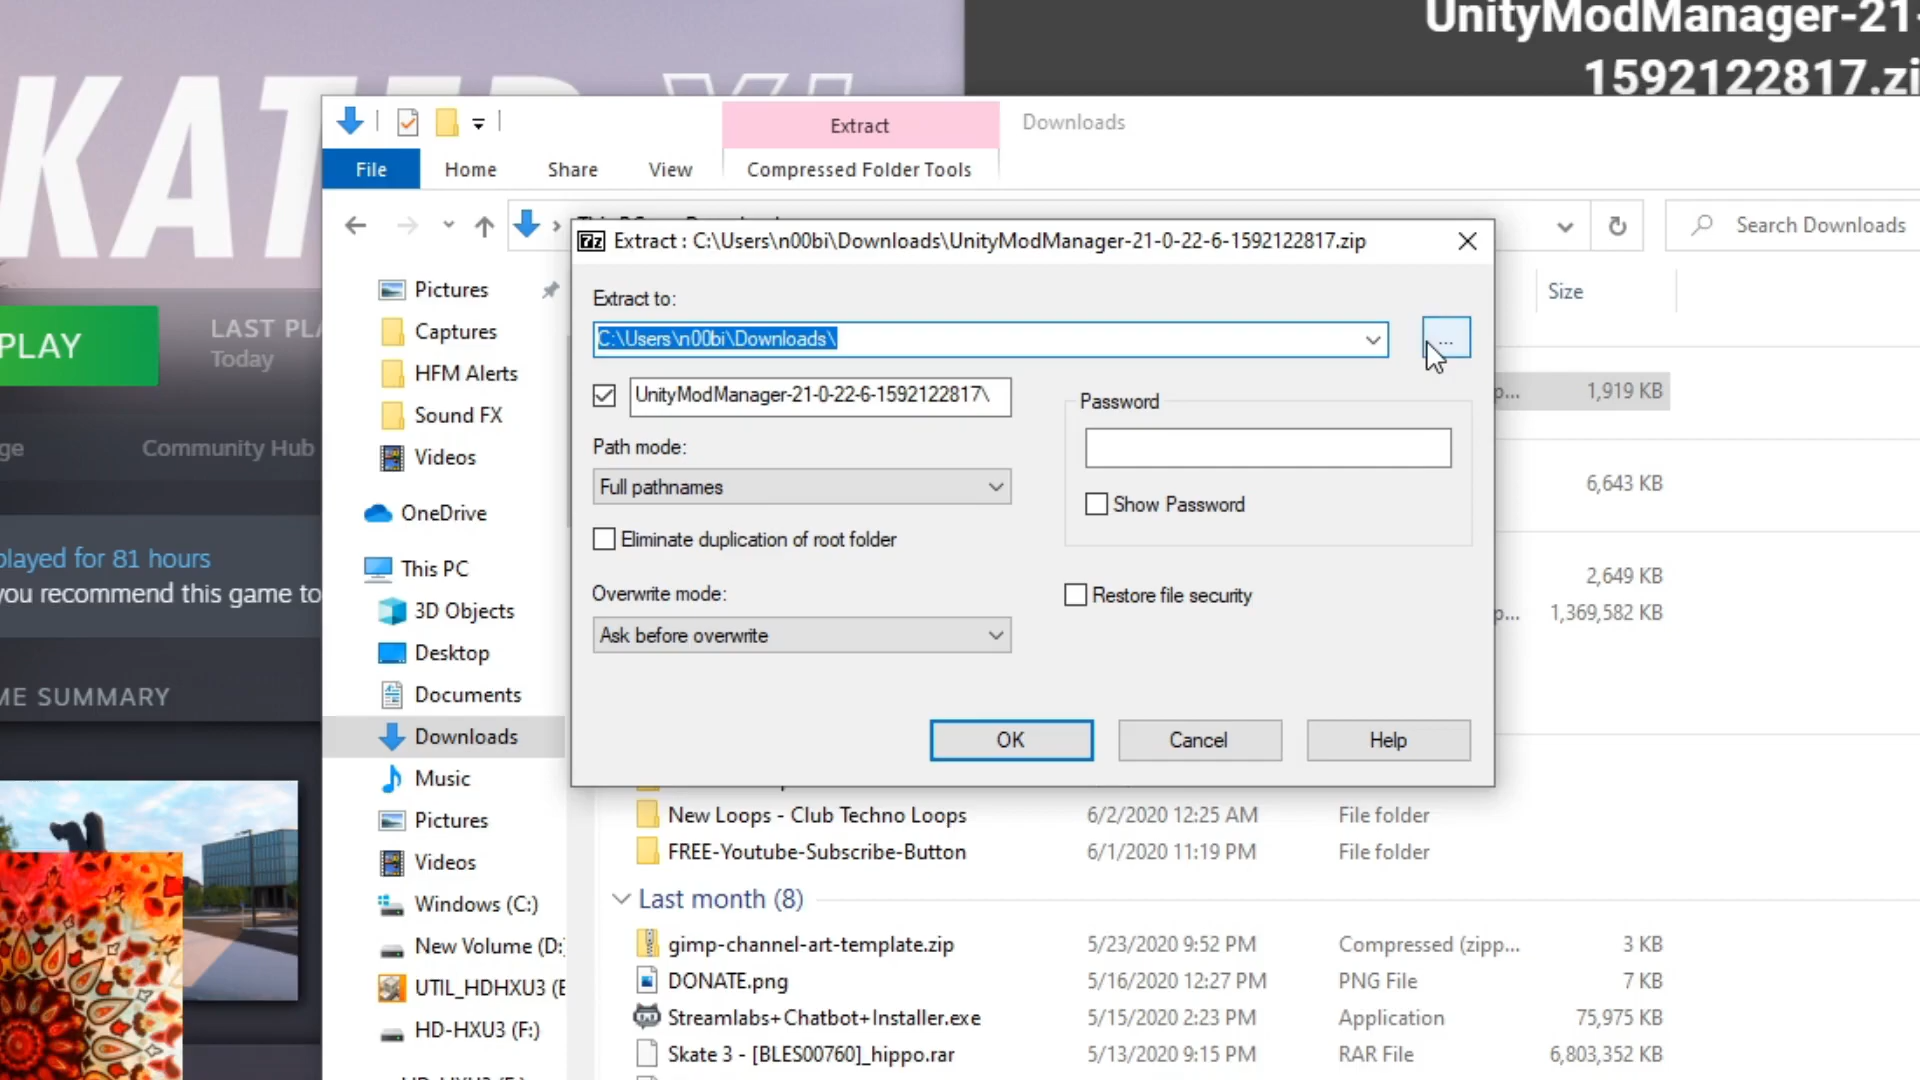 UnityModManager-21-
1592122817.zi
KATER XL
PLAY
LAST PLA
Today
ge
Community Hub
played for 81 hours
you recommend this game to
ME SUMMARY
Extract
Downloads
File
Home
Share
View
Compressed Folder Tools
Search Downloads
Pictures
Captures
HFM Alerts
Sound FX
Videos
OneDrive
This PC
3D Objects
Desktop
Documents
Downloads
Music
Pictures
Videos
Windows (C:)
New Volume (D:
UTIL_HDHXU3 (E
HD-HXU3 (F:)
Extract : C:\Users\n00bi\Downloads\UnityModManager-21-0-22-6-1592122817.zip
Extract to:
C:\Users\n00bi\Downloads\
...
UnityModManager-21-0-22-6-1592122817\
Path mode:
Full pathnames
Eliminate duplication of root folder
Overwrite mode:
Ask before overwrite
Password
Show Password
Restore file security
OK
Cancel
Help
Size
p... 1,919 KB
6,643 KB
2,649 KB
p... 1,369,582 KB
New Loops - Club Techno Loops 6/2/2020 12:25 AM File folder
FREE-Youtube-Subscribe-Button 6/1/2020 11:19 PM File folder
Last month (8)
gimp-channel-art-template.zip 5/23/2020 9:52 PM Compressed (zipp... 3 KB
DONATE.png 5/16/2020 12:27 PM PNG File 7 KB
Streamlabs+Chatbot+Installer.exe 5/15/2020 2:23 PM Application 75,975 KB
Skate 3 - [BLES00760]_hippo.rar 5/13/2020 9:15 PM RAR File 6,803,352 KB